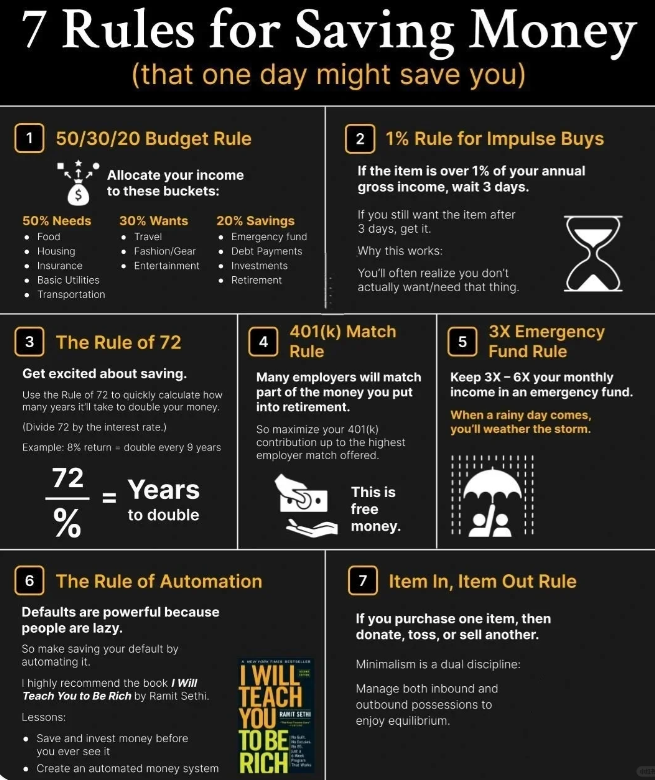 7 Rules for Saving Money
(that one day might save you)
1 50/30/20 Budget Rule
$
Allocate your income
to these buckets:
50% Needs
• Food
• Housing
• Insurance
• Basic Utilities
• Transportation
30% Wants
• Travel
• Fashion/Gear
• Entertainment
20% Savings
• Emergency fund
• Debt Payments
• Investments
• Retirement
2 1% Rule for Impulse Buys
If the item is over 1% of your annual
gross income, wait 3 days.
If you still want the item after
3 days, get it.
Why this works:
You'll often realize you don't
actually want/need that thing.
3 The Rule of 72
Get excited about saving.
Use the Rule of 72 to quickly calculate how
many years it'll take to double your money.
(Divide 72 by the interest rate.)
Example: 8% return = double every 9 years
72
% = Years
to double
4 401(k) Match
Rule
Many employers will match
part of the money you put
into retirement.
So maximize your 401(k)
contribution up to the highest
employer match offered.
This is
free
money.
5 3X Emergency
Fund Rule
Keep 3X – 6X your monthly
income in an emergency fund.
When a rainy day comes,
you'll weather the storm.
6 The Rule of Automation
Defaults are powerful because
people are lazy.
So make saving your default by
automating it.
I highly recommend the book I Will
Teach You to Be Rich by Ramit Sethi.
Lessons:
• Save and invest money before
you ever see it
• Create an automated money system
NEW YORK TIMES BESTSELLER
I WILL
TEACH
YOU
RAMIT SETHI
TO BE
RICH
7 Item In, Item Out Rule
If you purchase one item, then
donate, toss, or sell another.
Minimalism is a dual discipline:
Manage both inbound and
outbound possessions to
enjoy equilibrium.